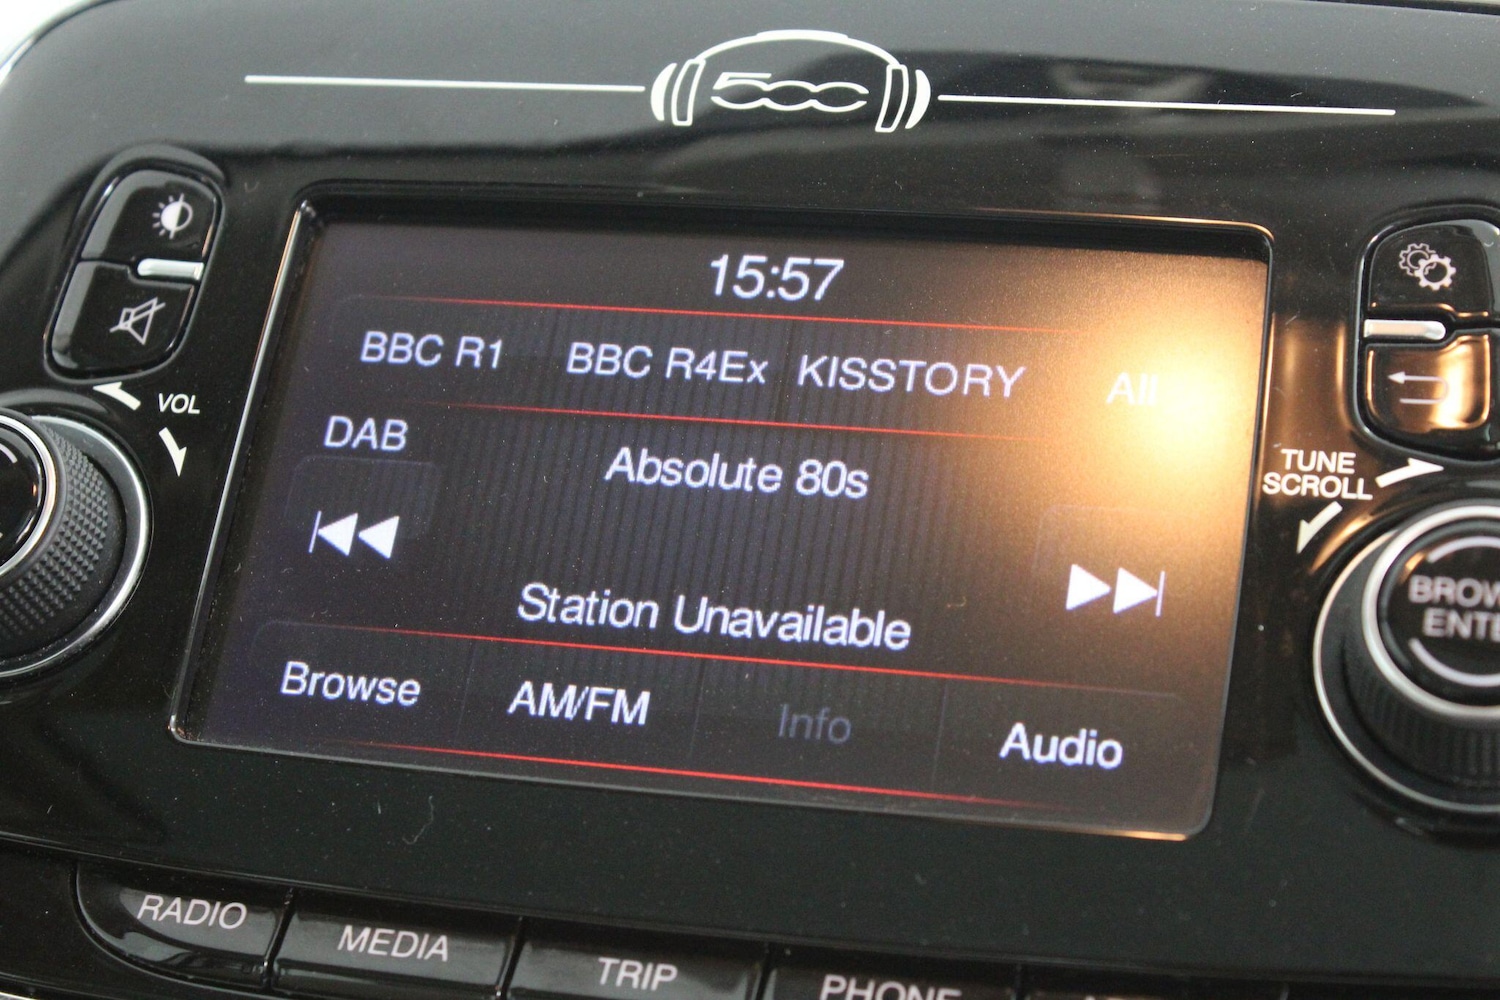 500
15:57
BBC R1 BBC R4Ex KISSTORY All
DAB
Absolute 80s
Station Unavailable
Browse AM/FM Info Audio
VOL
TUNE
SCROLL
RADIO MEDIA TRIP PHONE